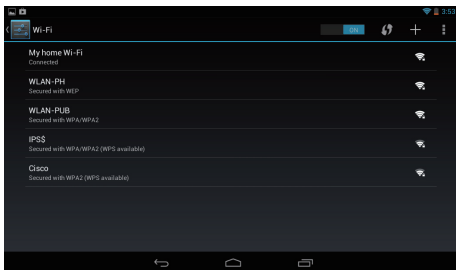 3:53
Wi-Fi
ON
My home Wi-Fi
Connected
WLAN-PH
Secured with WEP
WLAN-PUB
Secured with WPA/WPA2
IPS$
Secured with WPA/WPA2 (WPS available)
Cisco
Secured with WPA2 (WPS available)